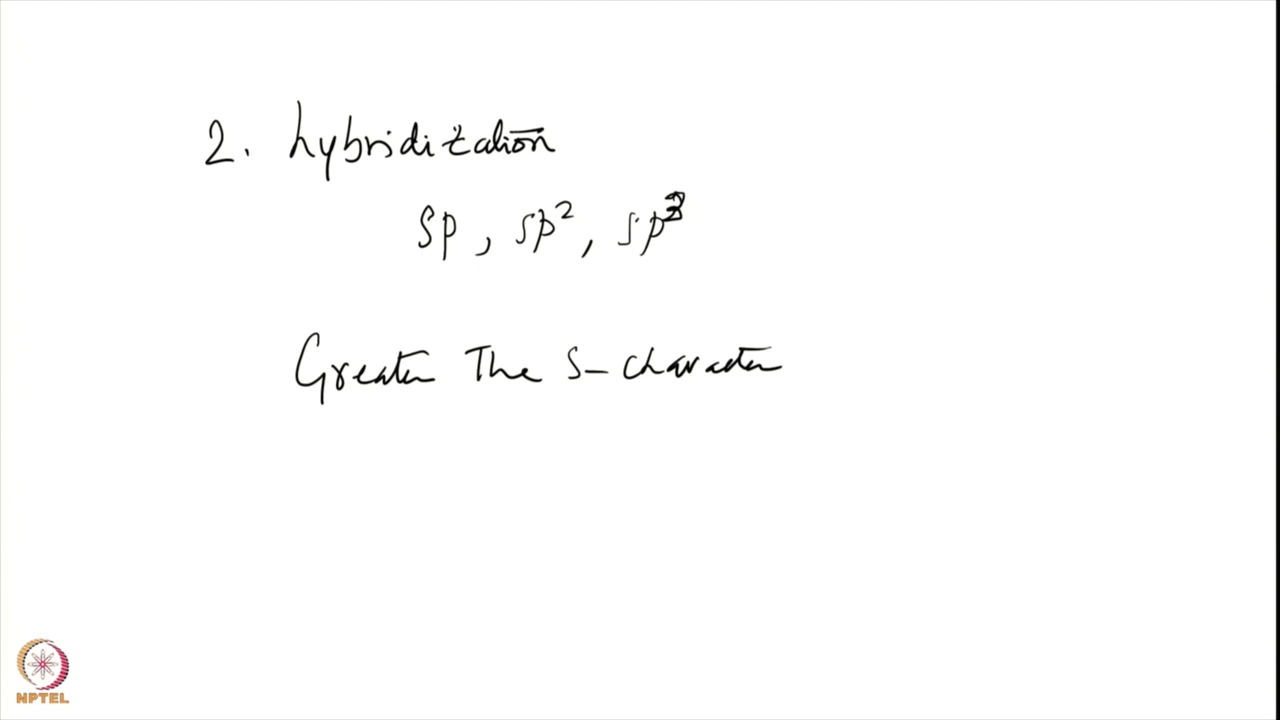 2. hybridization
sp, sp², sp³
Greater The S-character
NPTEL